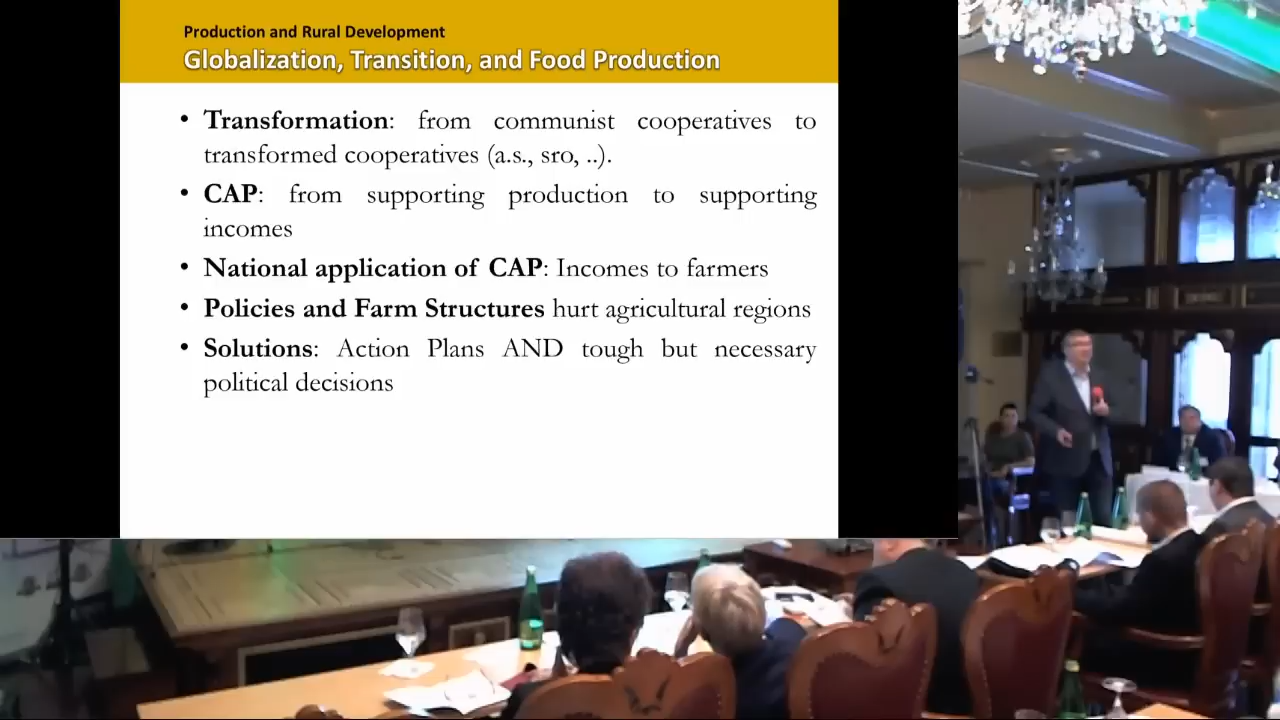 Production and Rural Development
Globalization, Transition, and Food Production
• Transformation: from communist cooperatives to
transformed cooperatives (a.s., sro, ..).
• CAP: from supporting production to supporting
incomes
• National application of CAP: Incomes to farmers
• Policies and Farm Structures hurt agricultural regions
• Solutions: Action Plans AND tough but necessary
political decisions